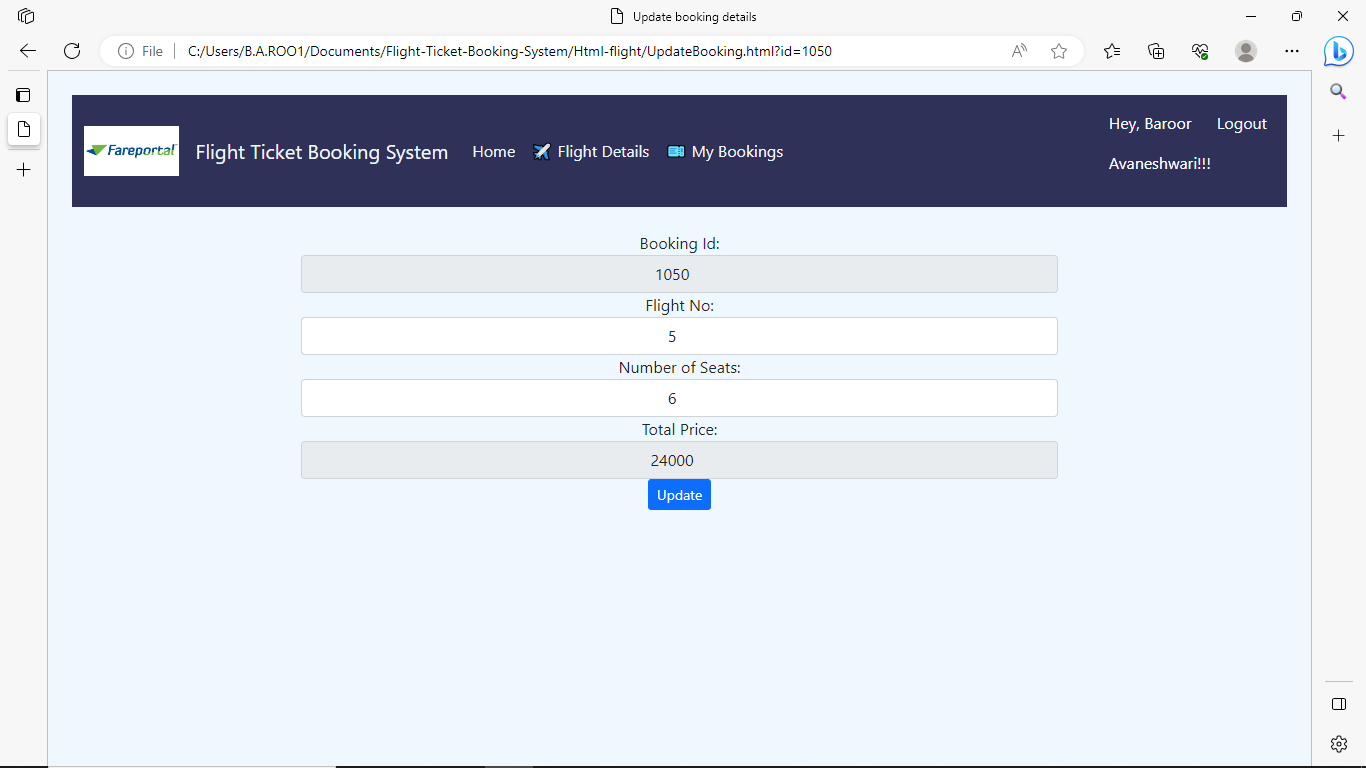 Update booking details
File
C:/Users/B.A.ROO1/Documents/Flight-Ticket-Booking-System/Html-flight/UpdateBooking.html?id=1050
Fareportal
Flight Ticket Booking System
Home
Flight Details
My Bookings
Hey, Baroor
Avaneshwari!!!
Logout
Booking Id:
1050
Flight No:
5
Number of Seats:
6
Total Price:
24000
Update